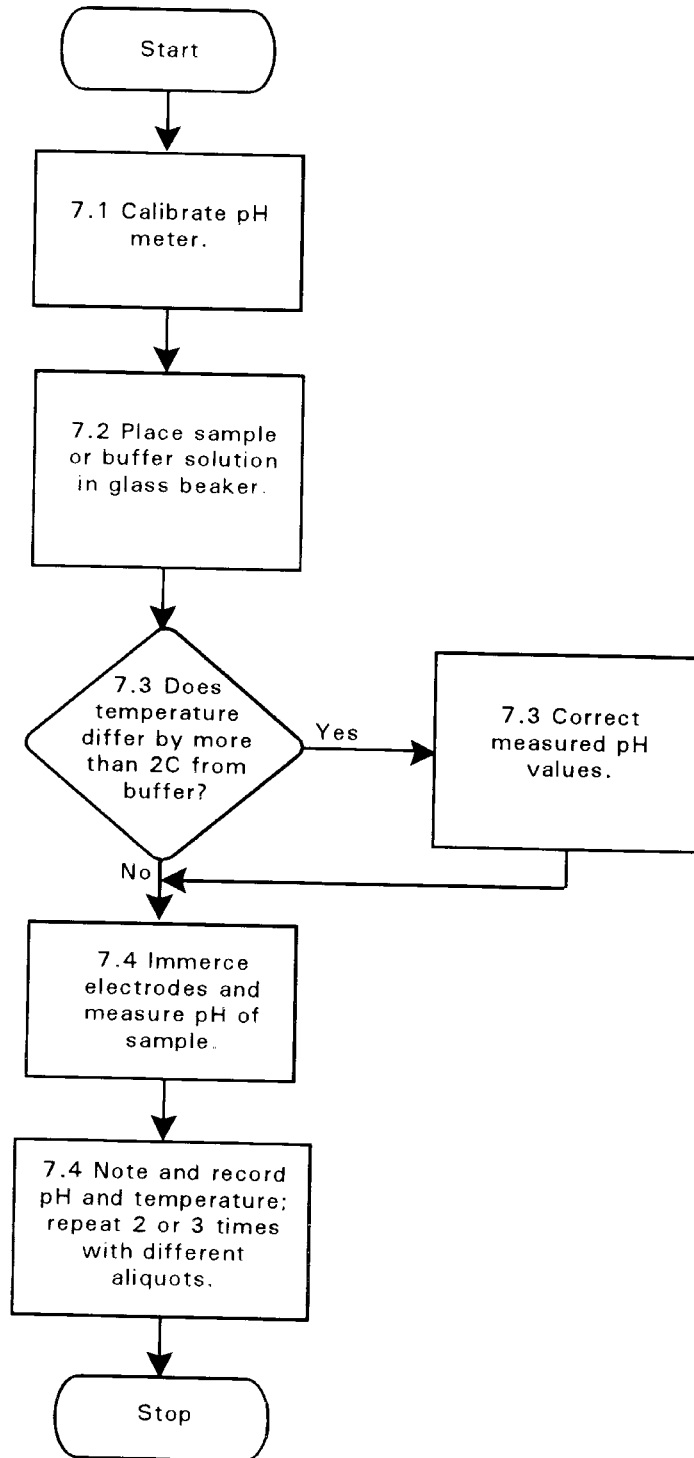 Start
7.1 Calibrate pH
meter.
7.2 Place sample
or buffer solution
in glass beaker.
7.3 Does
temperature
differ by more
than 2C from
buffer?
Yes
7.3 Correct
measured pH
values.
No
7.4 Immerce
electrodes and
measure pH of
sample.
7.4 Note and record
pH and temperature;
repeat 2 or 3 times
with different
aliquots.
Stop